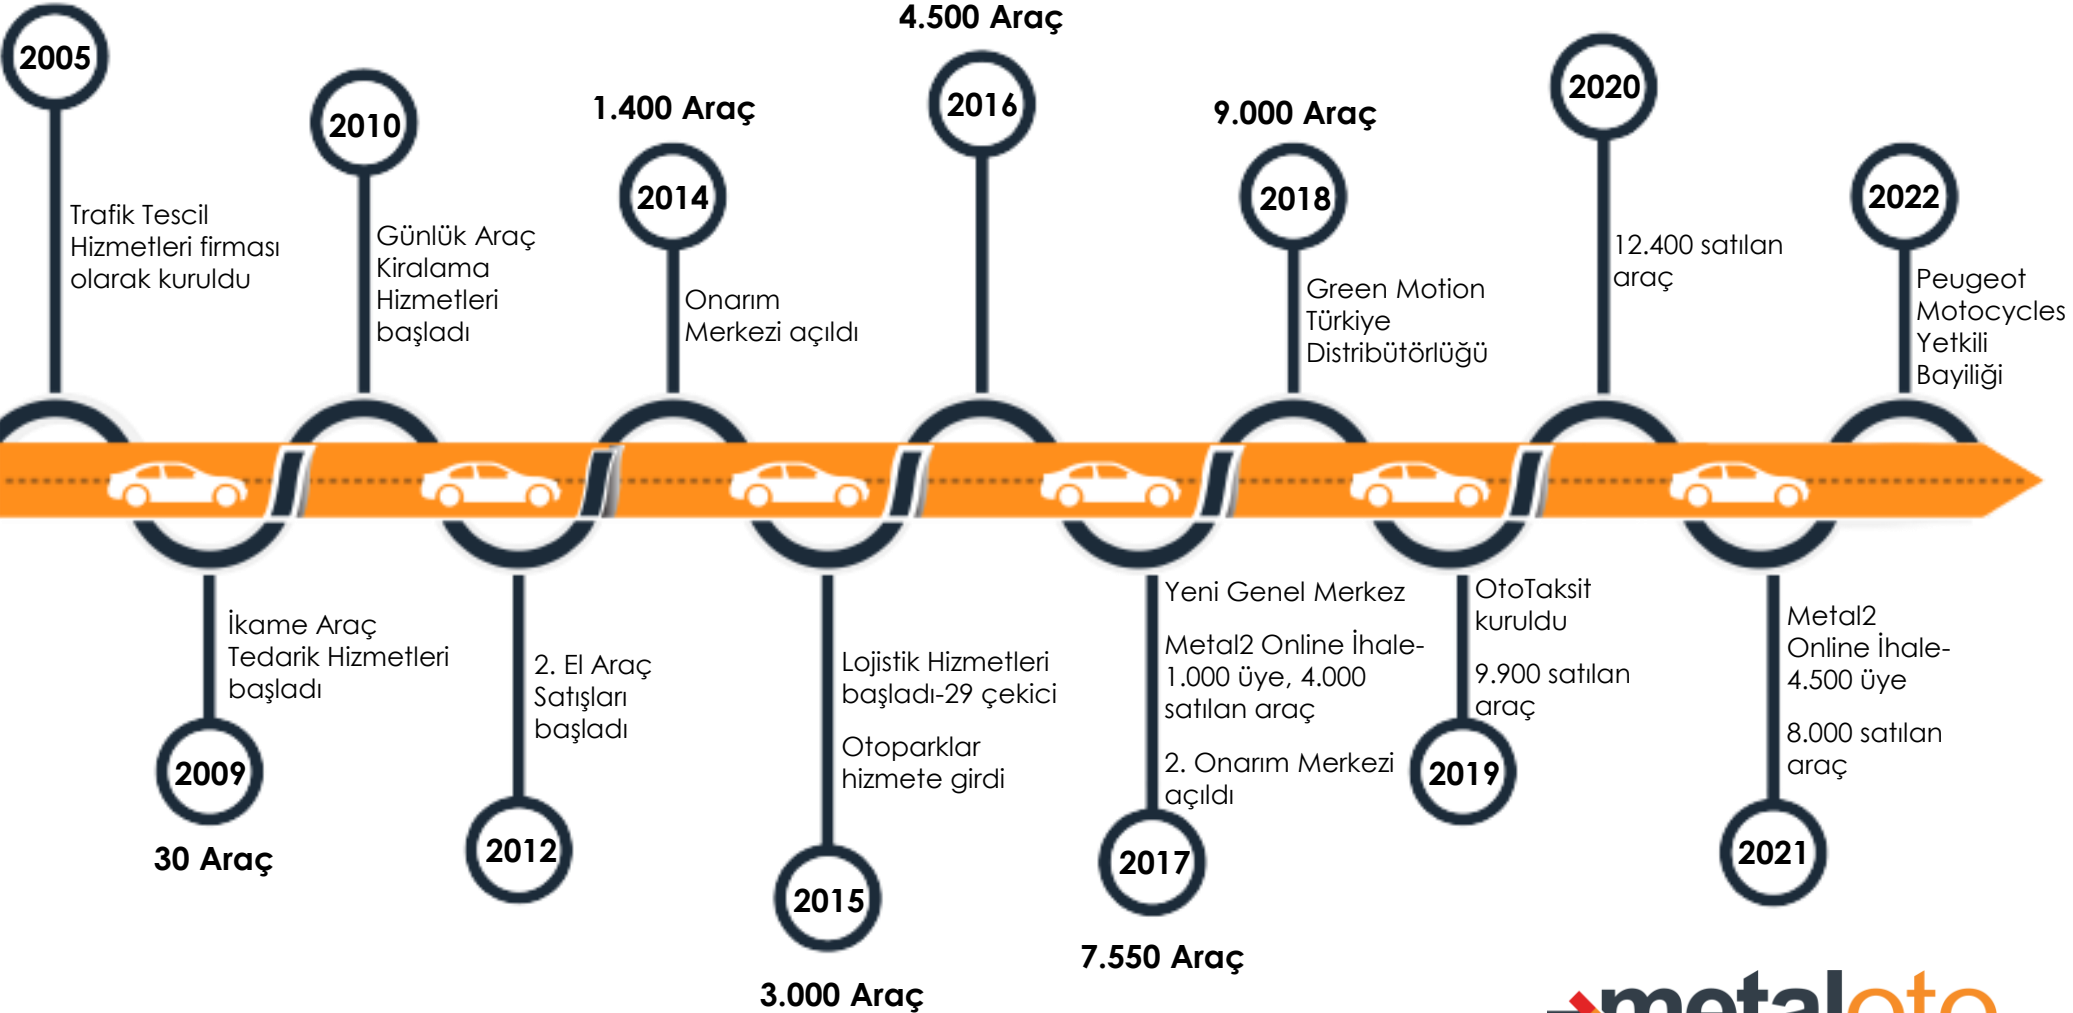 2005
Trafik Tescil
Hizmetleri firması
olarak kuruldu
İkame Araç
Tedarik Hizmetleri
başladı
2009
30 Araç
2010
Günlük Araç
Kiralama
Hizmetleri
başladı
2. El Araç
Satışları
başladı
2012
1.400 Araç
2014
Onarım
Merkezi açıldı
Lojistik Hizmetleri
başladı-29 çekici
Otoparklar
hizmete girdi
2015
3.000 Araç
4.500 Araç
2016
Yeni Genel Merkez
Metal2 Online İhale-
1.000 üye, 4.000
satılan araç
2. Onarım Merkezi
açıldı
2017
7.550 Araç
9.000 Araç
2018
Green Motion
Türkiye
Distribütörlüğü
OtoTaksit
kuruldu
9.900 satılan
araç
2019
2020
12.400 satılan
araç
Metal2
Online İhale-
4.500 üye
8.000 satılan
araç
2021
2022
Peugeot
Motocycles
Yetkili
Bayiliği
metaloto